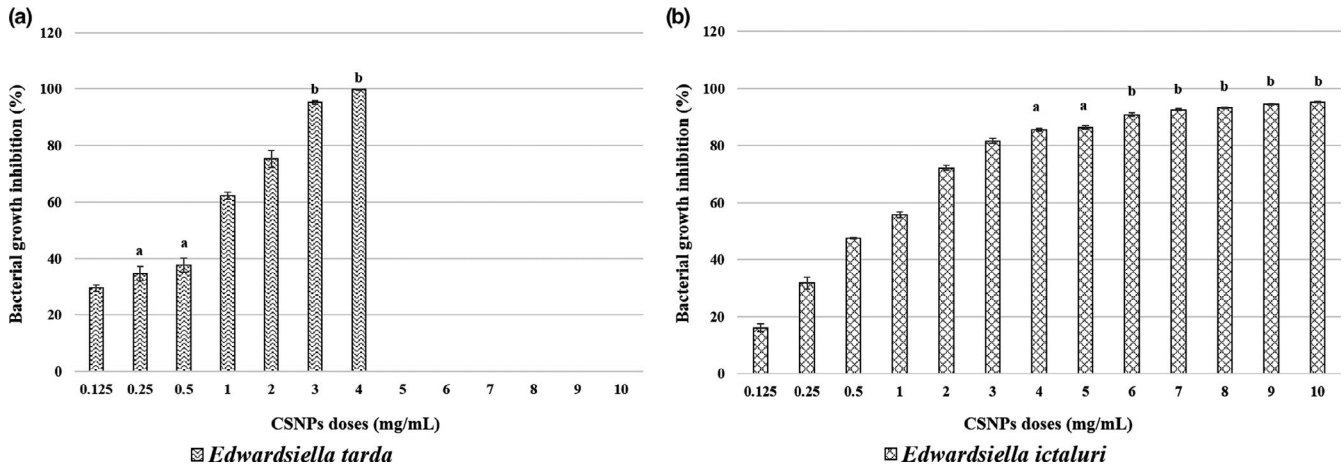 (a)
120
100
80
60
40
20
0
Bacterial growth inhibition (%)
a a b b
0.125 0.25 0.5 1 2 3 4 5 6 7 8 9 10
CSNPs doses (mg/mL)
Edwardsiella tarda
(b)
120
100
80
60
40
20
0
Bacterial growth inhibition (%)
a a b b b b b
0.125 0.25 0.5 1 2 3 4 5 6 7 8 9 10
CSNPs doses (mg/mL)
Edwardsiella ictaluri